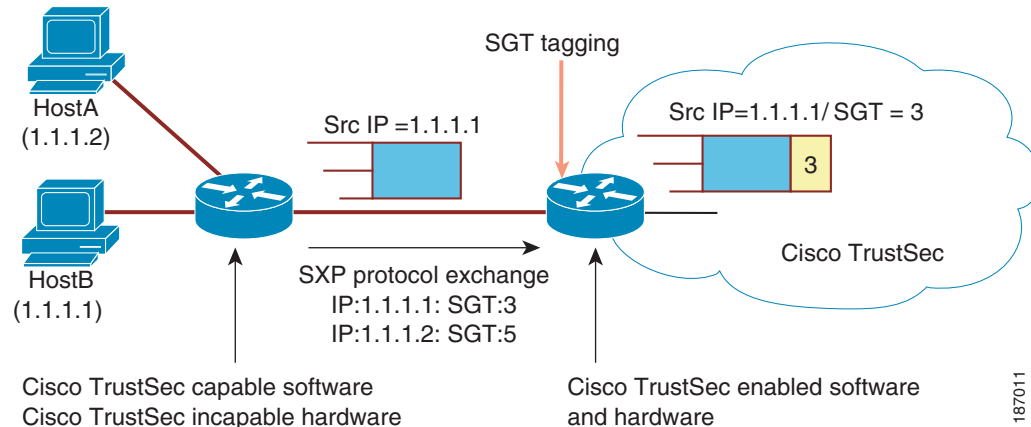 SGT tagging
HostA
(1.1.1.2)
Src IP =1.1.1.1
Src IP=1.1.1.1/ SGT = 3
3
HostB
(1.1.1.1)
SXP protocol exchange
IP:1.1.1.1: SGT:3
IP:1.1.1.2: SGT:5
Cisco TrustSec
Cisco TrustSec capable software
Cisco TrustSec incapable hardware
Cisco TrustSec enabled software
and hardware
187011